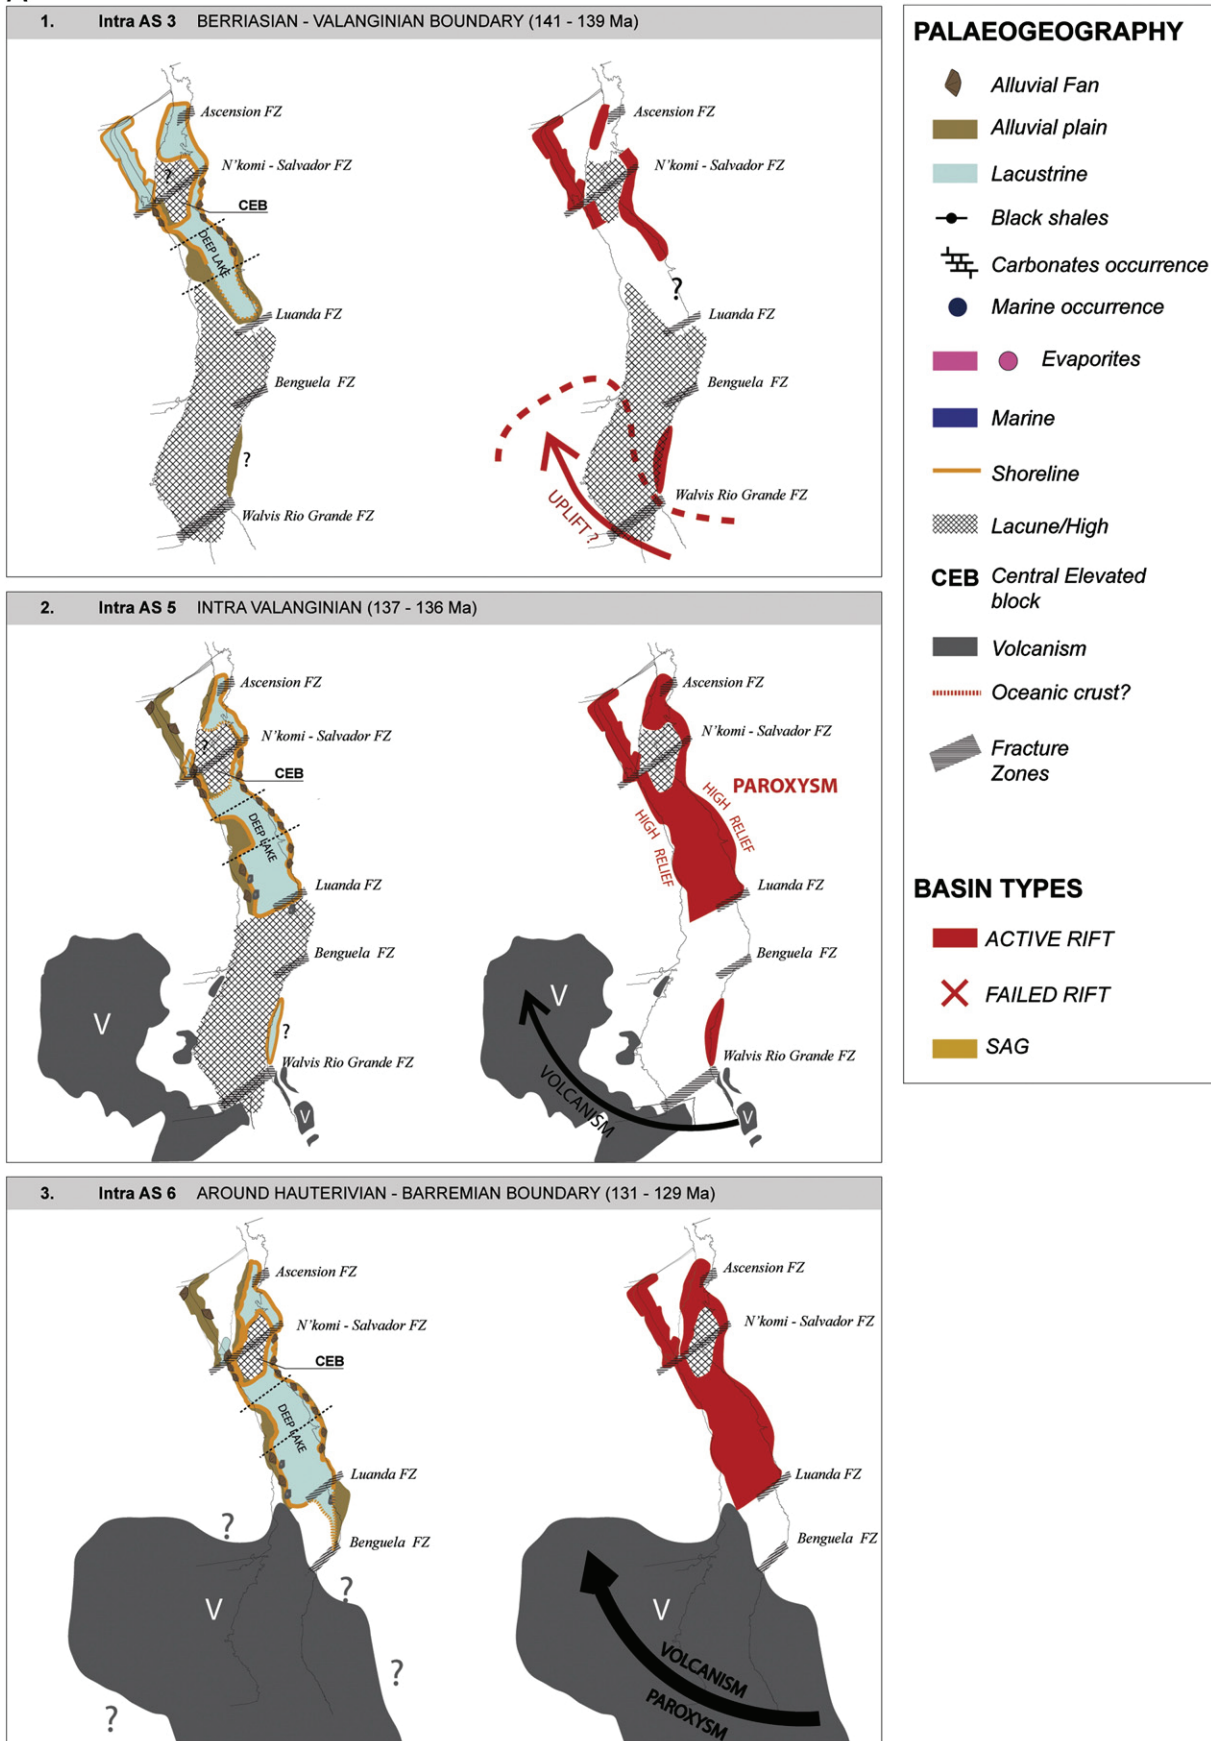 1. Intra AS 3 BERRIASIAN - VALANGINIAN BOUNDARY (141 - 139 Ma)
Ascension FZ
N'komi - Salvador FZ
?
CEB
DEEP LAKE
Luanda FZ
Benguela FZ
?
Walvis Rio Grande FZ
Ascension FZ
N'komi - Salvador FZ
?
Luanda FZ
Benguela FZ
Walvis Rio Grande FZ
UPLIFT ?
2. Intra AS 5 INTRA VALANGINIAN (137 - 136 Ma)
Ascension FZ
N'komi - Salvador FZ
?
CEB
DEEP LAKE
Luanda FZ
Benguela FZ
V
?
Walvis Rio Grande FZ
V
Ascension FZ
N'komi - Salvador FZ
PAROXYSM
HIGH RELIEF
HIGH RELIEF
Luanda FZ
Benguela FZ
V
Walvis Rio Grande FZ
VOLCANISM
V
3. Intra AS 6 AROUND HAUTERIVIAN - BARREMIAN BOUNDARY (131 - 129 Ma)
Ascension FZ
N'komi - Salvador FZ
CEB
DEEP LAKE
Luanda FZ
?
Benguela FZ
?
V
?
?
Ascension FZ
N'komi - Salvador FZ
Luanda FZ
Benguela FZ
V
VOLCANISM
PAROXYSM
PALAEOGEOGRAPHY
Alluvial Fan
Alluvial plain
Lacustrine
Black shales
Carbonates occurrence
Marine occurrence
Evaporites
Marine
Shoreline
Lacune/High
CEB Central Elevated
block
Volcanism
Oceanic crust?
Fracture
Zones
BASIN TYPES
ACTIVE RIFT
FAILED RIFT
SAG